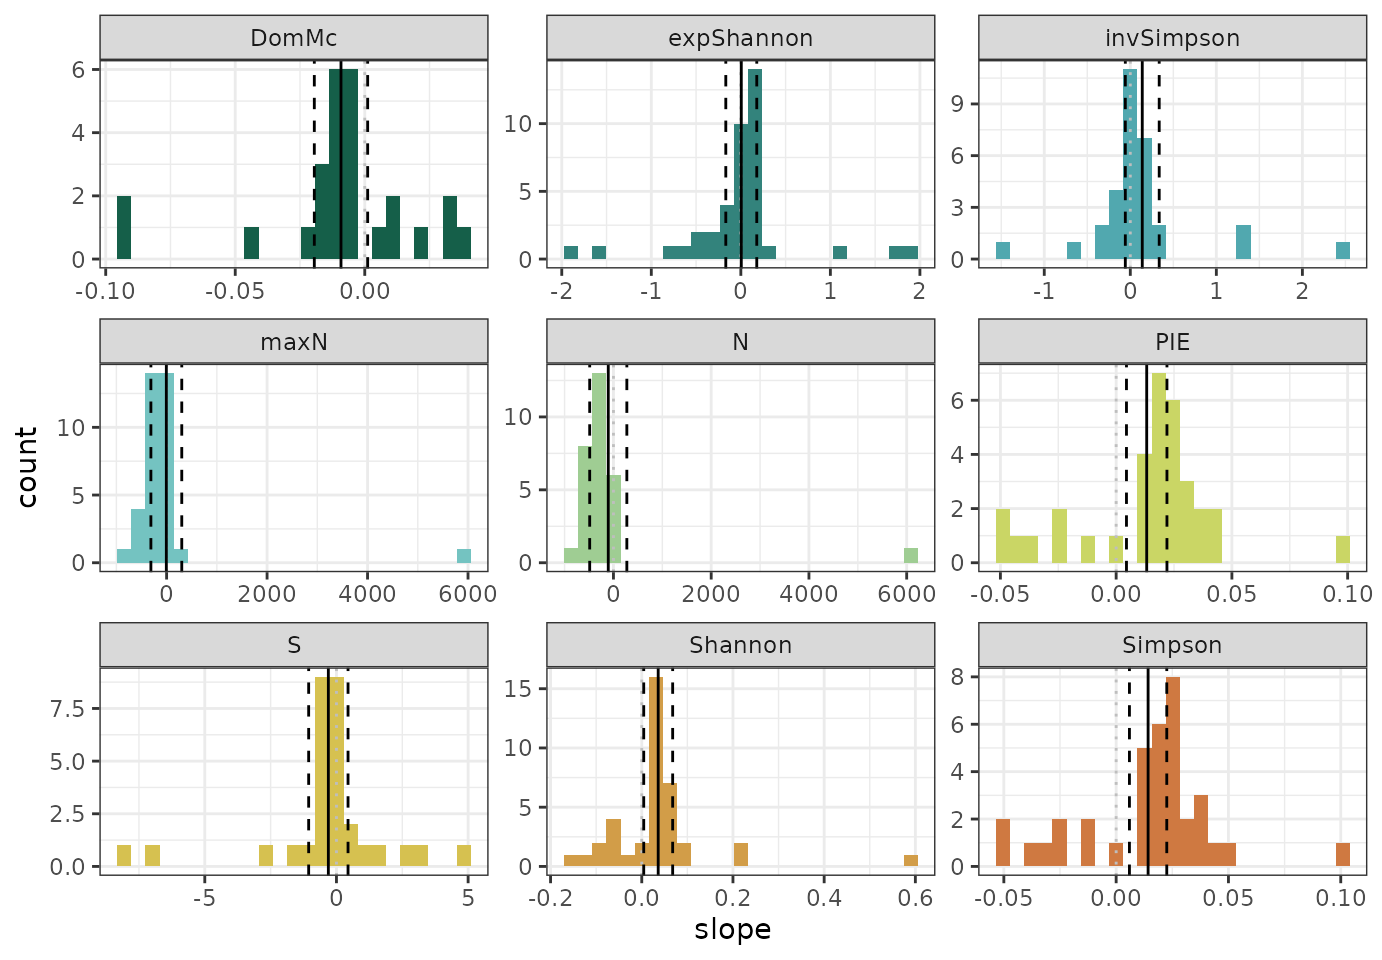 DomMc expShannon invSimpson
6
4
2
0
10
5
0
9
6
3
0
-0.10 -0.05 0.00
-2 -1 0 1 2
-1 0 1 2
maxN N PIE
10
5
0
10
5
0
6
4
2
0
0 2000 4000 6000
0 2000 4000 6000
-0.05 0.00 0.05 0.10
count
S Shannon Simpson
7.5
5.0
2.5
0.0
15
10
5
0
8
6
4
2
0
-5 0 5
-0.2 0.0 0.2 0.4 0.6
-0.05 0.00 0.05 0.10
slope